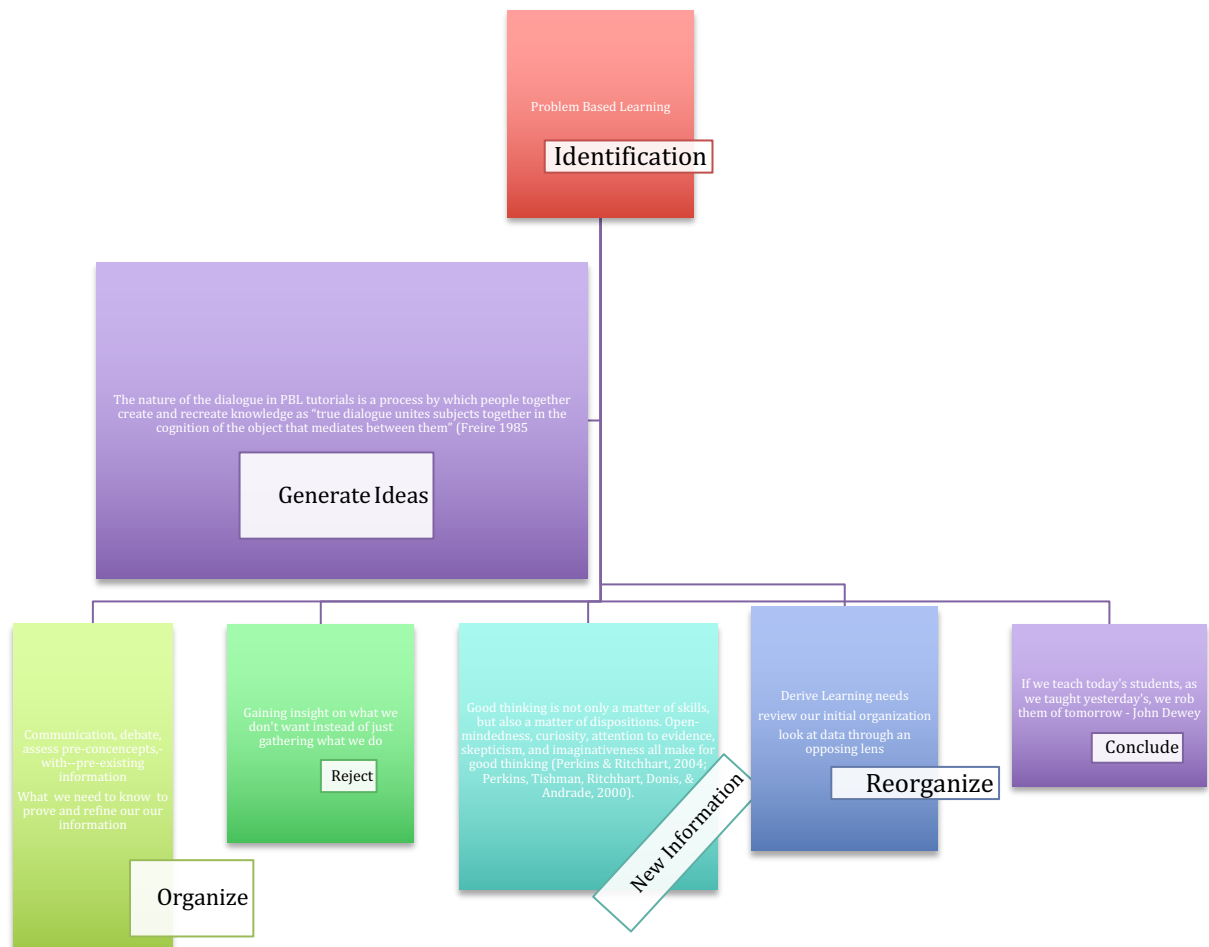 Problem Based Learning
Identification
The nature of the dialogue in PBL tutorials is a process by which people together
create and recreate knowledge as "true dialogue unites subjects together in the
cognition of the object that mediates between them" (Freire 1985
Generate Ideas
Communication, debate,
assess pre-concencepts,-
with--pre-existing
information
What we need to know to
prove and refine our our
information
Organize
Gaining insight on what we
don't want instead of just
gathering what we do
Reject
Good thinking is not only a matter of skills,
but also a matter of dispositions. Open-
mindedness, curiosity, attention to evidence,
skepticism, and imaginativeness all make for
good thinking (Perkins & Ritchhart, 2004;
Perkins, Tishman, Ritchhart, Donis, &
Andrade, 2000).
New Information
Derive Learning needs
review our initial organization
look at data through an
opposing lens
Reorganize
If we teach today's students, as
we taught yesterday's, we rob
them of tomorrow - John Dewey
Conclude